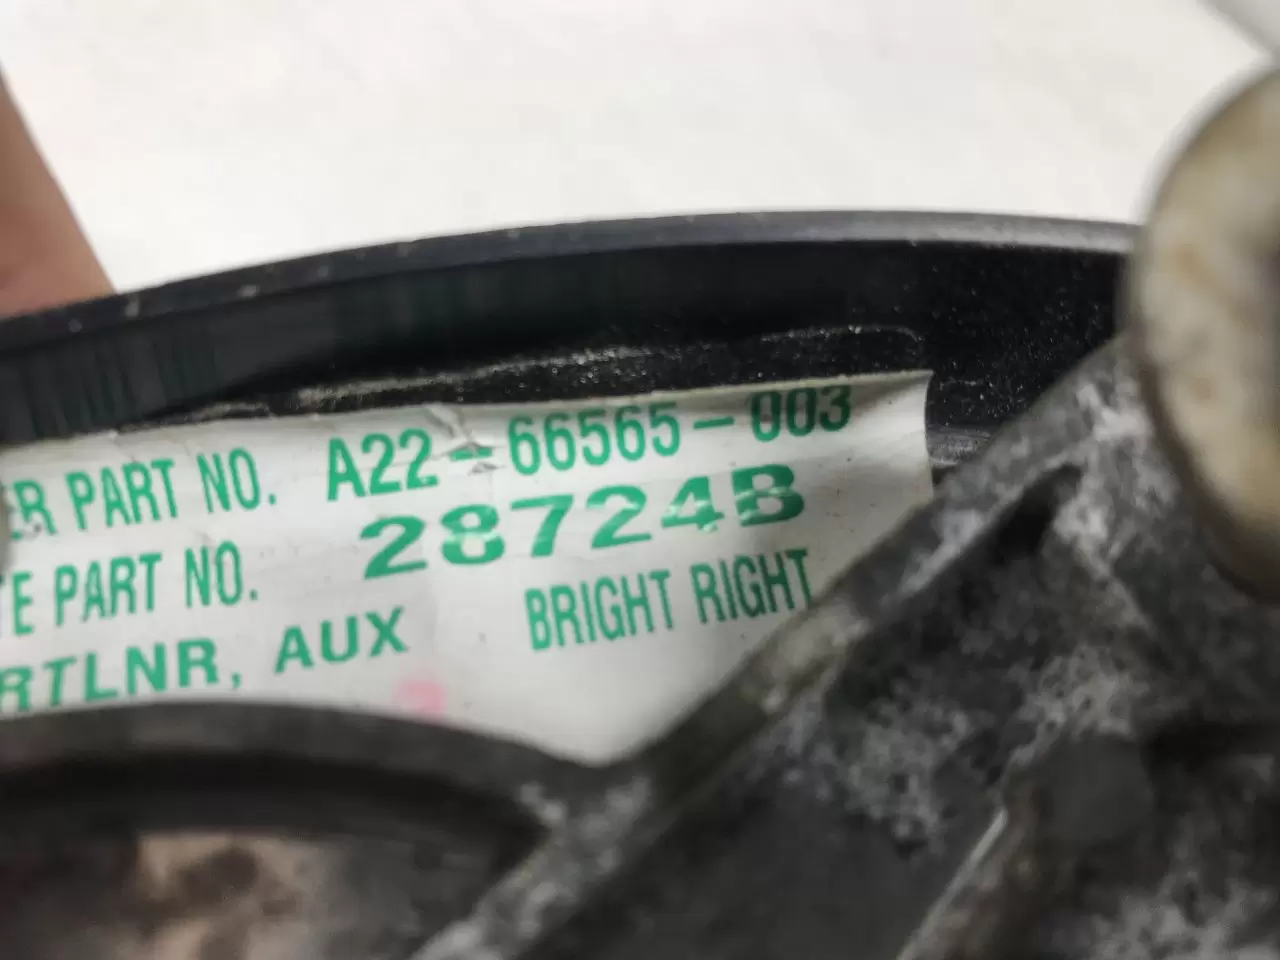 ER PART NO. A22-66565-003
TE PART NO. 28724B
RTLNR, AUX BRIGHT RIGHT